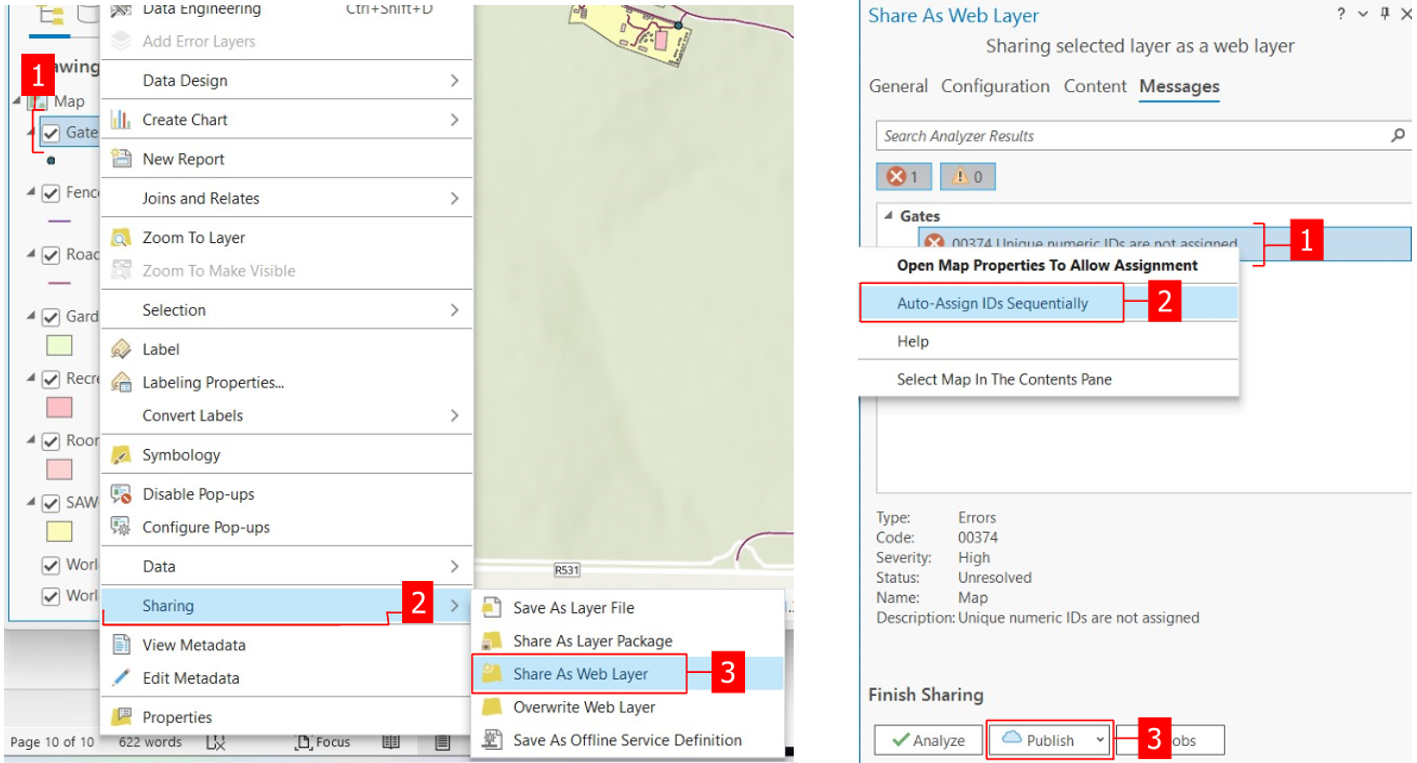 Data Engineering Ctrl+Shift+D
Add Error Layers
1
awing
Data Design
Map
Gate
Create Chart
New Report
Fenc
Joins and Relates
Zoom To Layer
Roac
Zoom To Make Visible
Selection
Gard
Label
Labeling Properties...
Recre
Convert Labels
Roor
Symbology
Disable Pop-ups
SAW
Configure Pop-ups
Data
Worl
R531
Sharing
2
Worl
Save As Layer File
View Metadata
Share As Layer Package
Edit Metadata
Share As Web Layer
3
Properties
Overwrite Web Layer
Page 10 of 10 622 words Focus
Save As Offline Service Definition
Share As Web Layer
?
Sharing selected layer as a web layer
General Configuration Content Messages
Search Analyzer Results
1
0
Gates
00374 Unique numeric IDs are not assigned
1
Open Map Properties To Allow Assignment
Auto-Assign IDs Sequentially
2
Help
Select Map In The Contents Pane
Type: Errors
Code: 00374
Severity: High
Status: Unresolved
Name: Map
Description: Unique numeric IDs are not assigned
Finish Sharing
Analyze Publish 3 obs